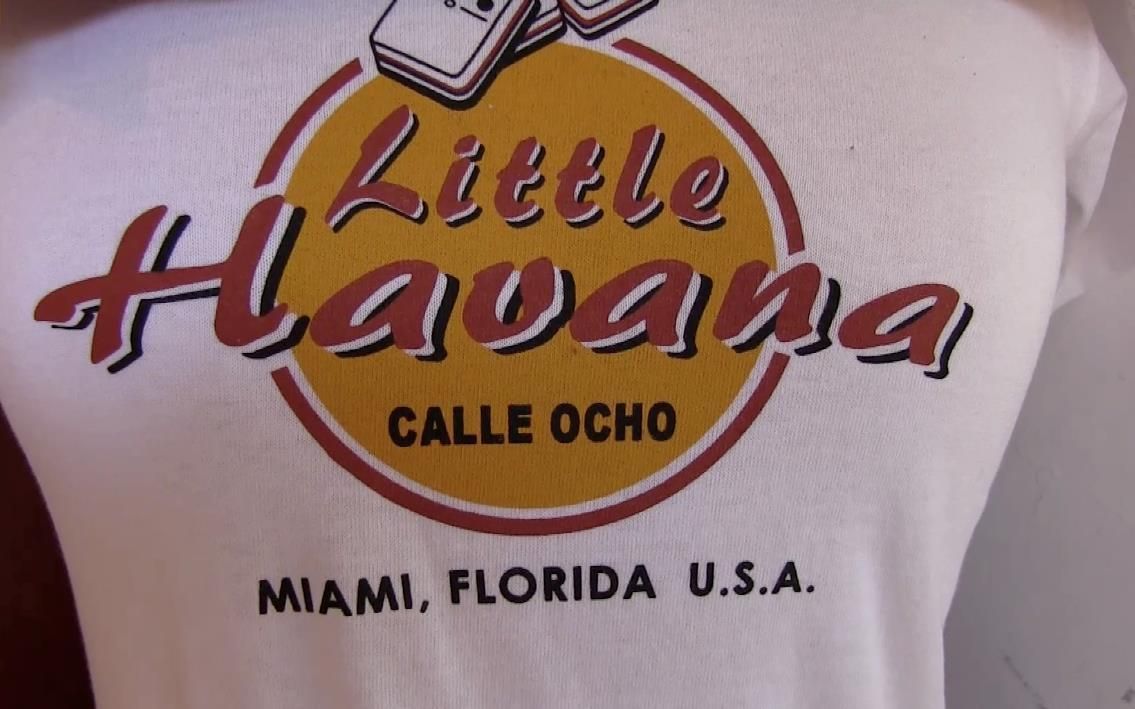 Little
Havana
CALLE OCHO
MIAMI, FLORIDA U.S.A.